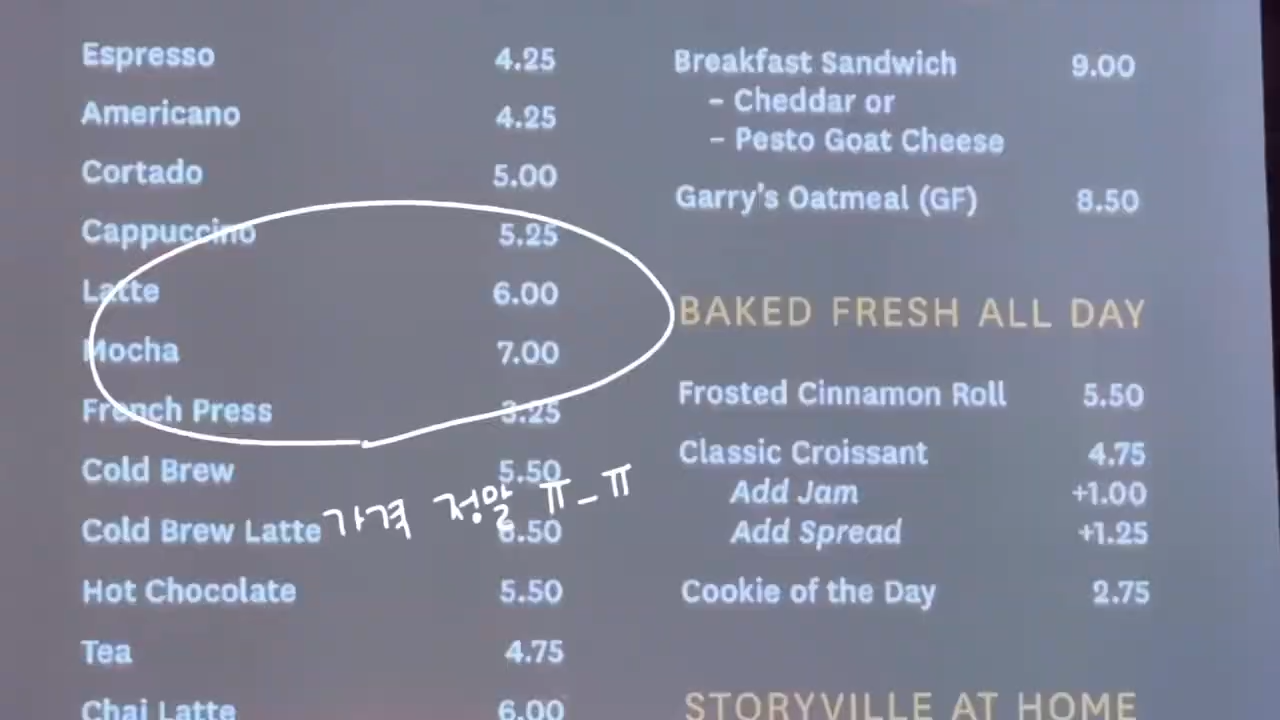 Espresso 4.25
Americano 4.25
Cortado 5.00
Cappuccino 5.25
Latte 6.00
Mocha 7.00
French Press 3.25
Cold Brew 5.50
가격 정말 ㅠ_ㅠ
Cold Brew Latte 6.50
Hot Chocolate 5.50
Tea 4.75
Chai Latte 6.00
Breakfast Sandwich 9.00
– Cheddar or
– Pesto Goat Cheese
Garry's Oatmeal (GF) 8.50
BAKED FRESH ALL DAY
Frosted Cinnamon Roll 5.50
Classic Croissant 4.75
Add Jam +1.00
Add Spread +1.25
Cookie of the Day 2.75
STORYVILLE AT HOME